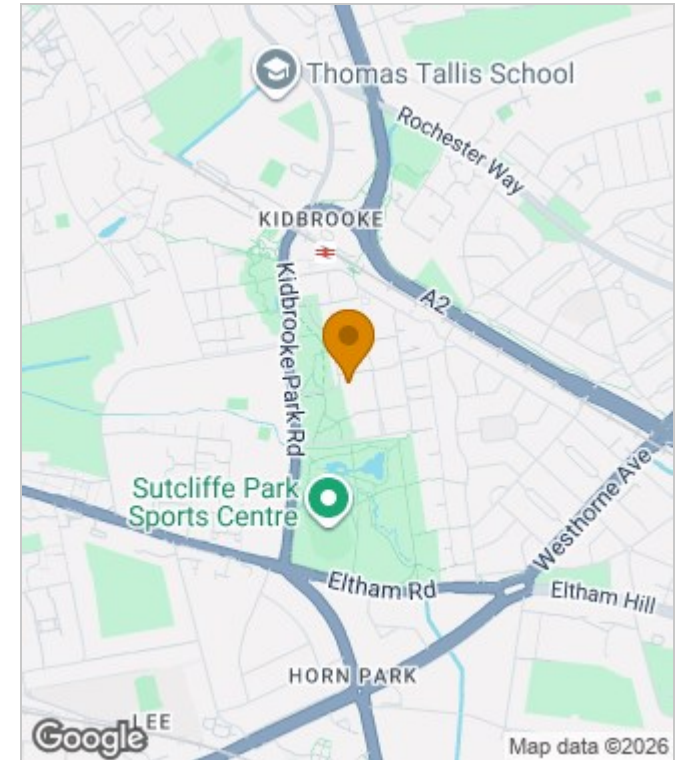 Thomas Tallis School
Rochester Way
KIDBROOKE
Kidbrooke Park Rd
A2
Sutcliffe Park
Sports Centre
Westhorne Ave
Eltham Rd
Eltham Hill
HORN PARK
LEE
Google
Map data ©2026